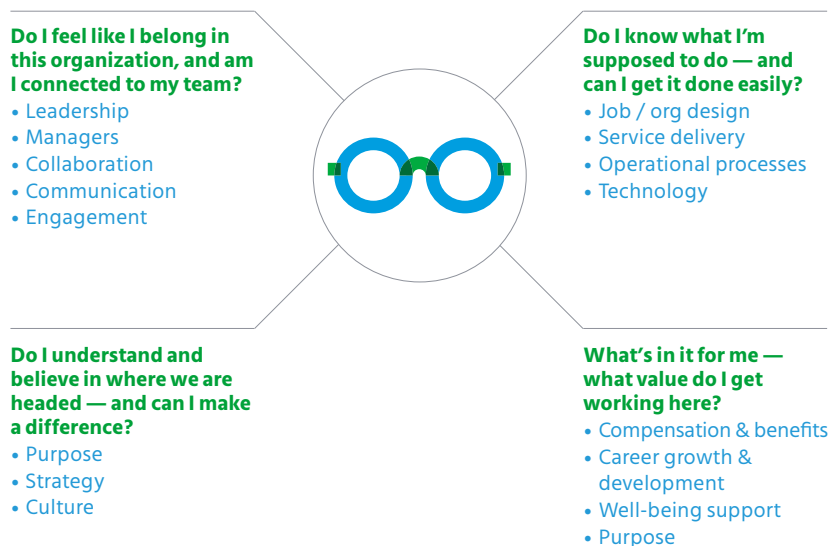 Do I feel like I belong in
this organization, and am
I connected to my team?
• Leadership
• Managers
• Collaboration
• Communication
• Engagement
Do I know what I’m
supposed to do — and
can I get it done easily?
• Job / org design
• Service delivery
• Operational processes
• Technology
Do I understand and
believe in where we are
headed — and can I make
a difference?
• Purpose
• Strategy
• Culture
What’s in it for me —
what value do I get
working here?
• Compensation & benefits
• Career growth &
development
• Well-being support
• Purpose